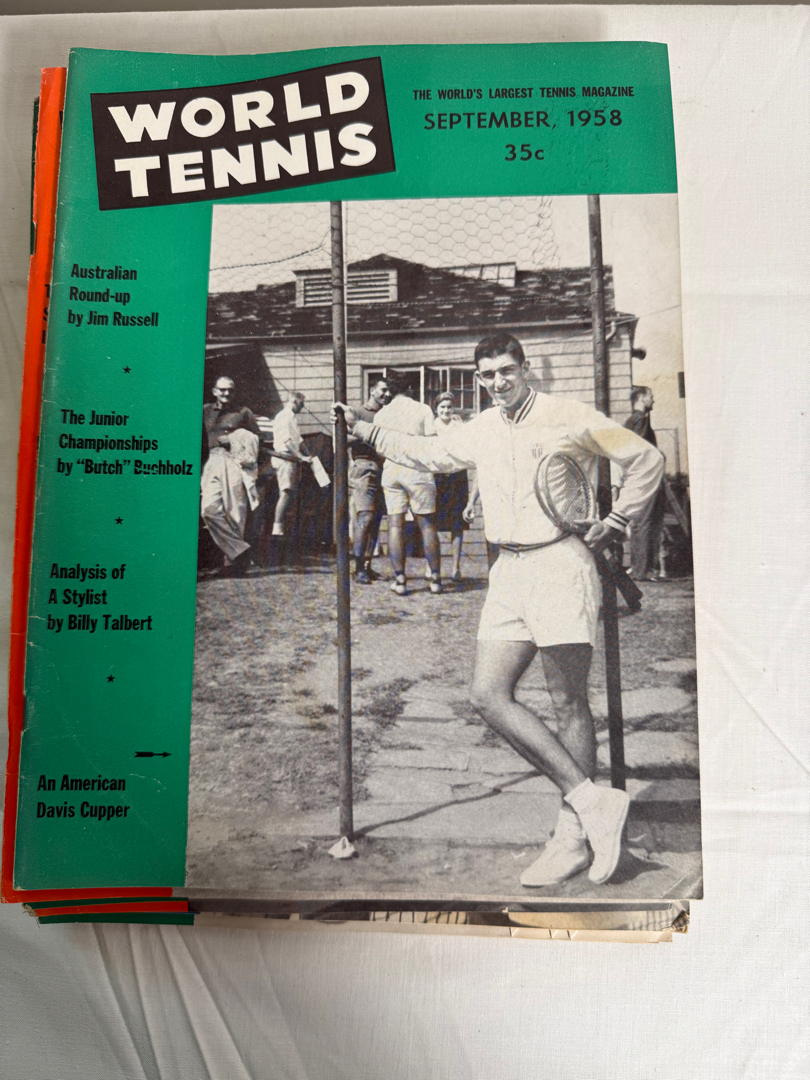 WORLD
TENNIS
THE WORLD'S LARGEST TENNIS MAGAZINE
SEPTEMBER, 1958
35c
Australian
Round-up
by Jim Russell
The Junior
Championships
by "Butch" Buchholz
Analysis of
A Stylist
by Billy Talbert
An American
Davis Cupper